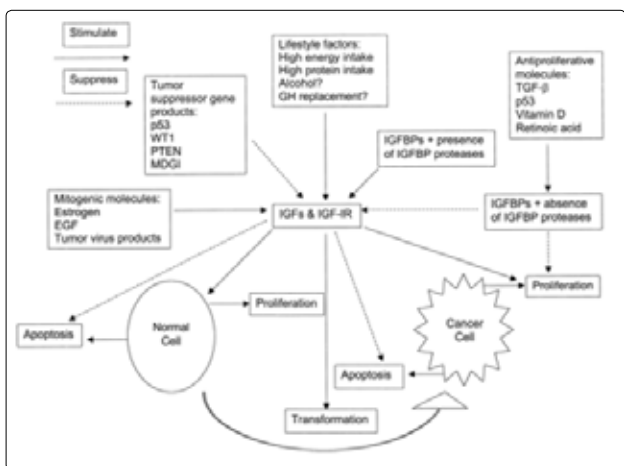 Stimulate
Suppress
Tumor
suppressor gene
products:
p53
WT1
PTEN
MDGI
Lifestyle factors:
High energy intake
High protein intake
Alcohol?
GH replacement?
Antiproliferative
molecules:
TGF-β
p53
Vitamin D
Retinoic acid
IGFBPs + presence
of IGFBP proteases
Mitogenic molecules:
Estrogen
EGF
Tumor virus products
IGFs & IGF-IR
IGFBPs + absence
of IGFBP proteases
Proliferation
Proliferation
Normal
Cell
Cancer
Cell
Apoptosis
Apoptosis
Transformation